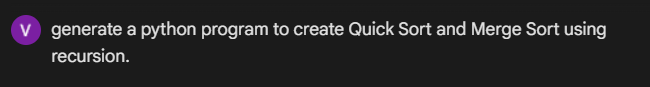 V
generate a python program to create Quick Sort and Merge Sort using
recursion.